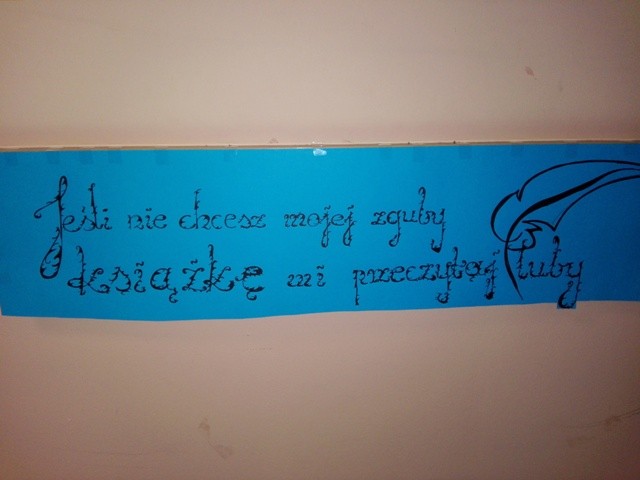 Jeśli nie chcesz mojej zguby
książkę mi przeczytaj luby